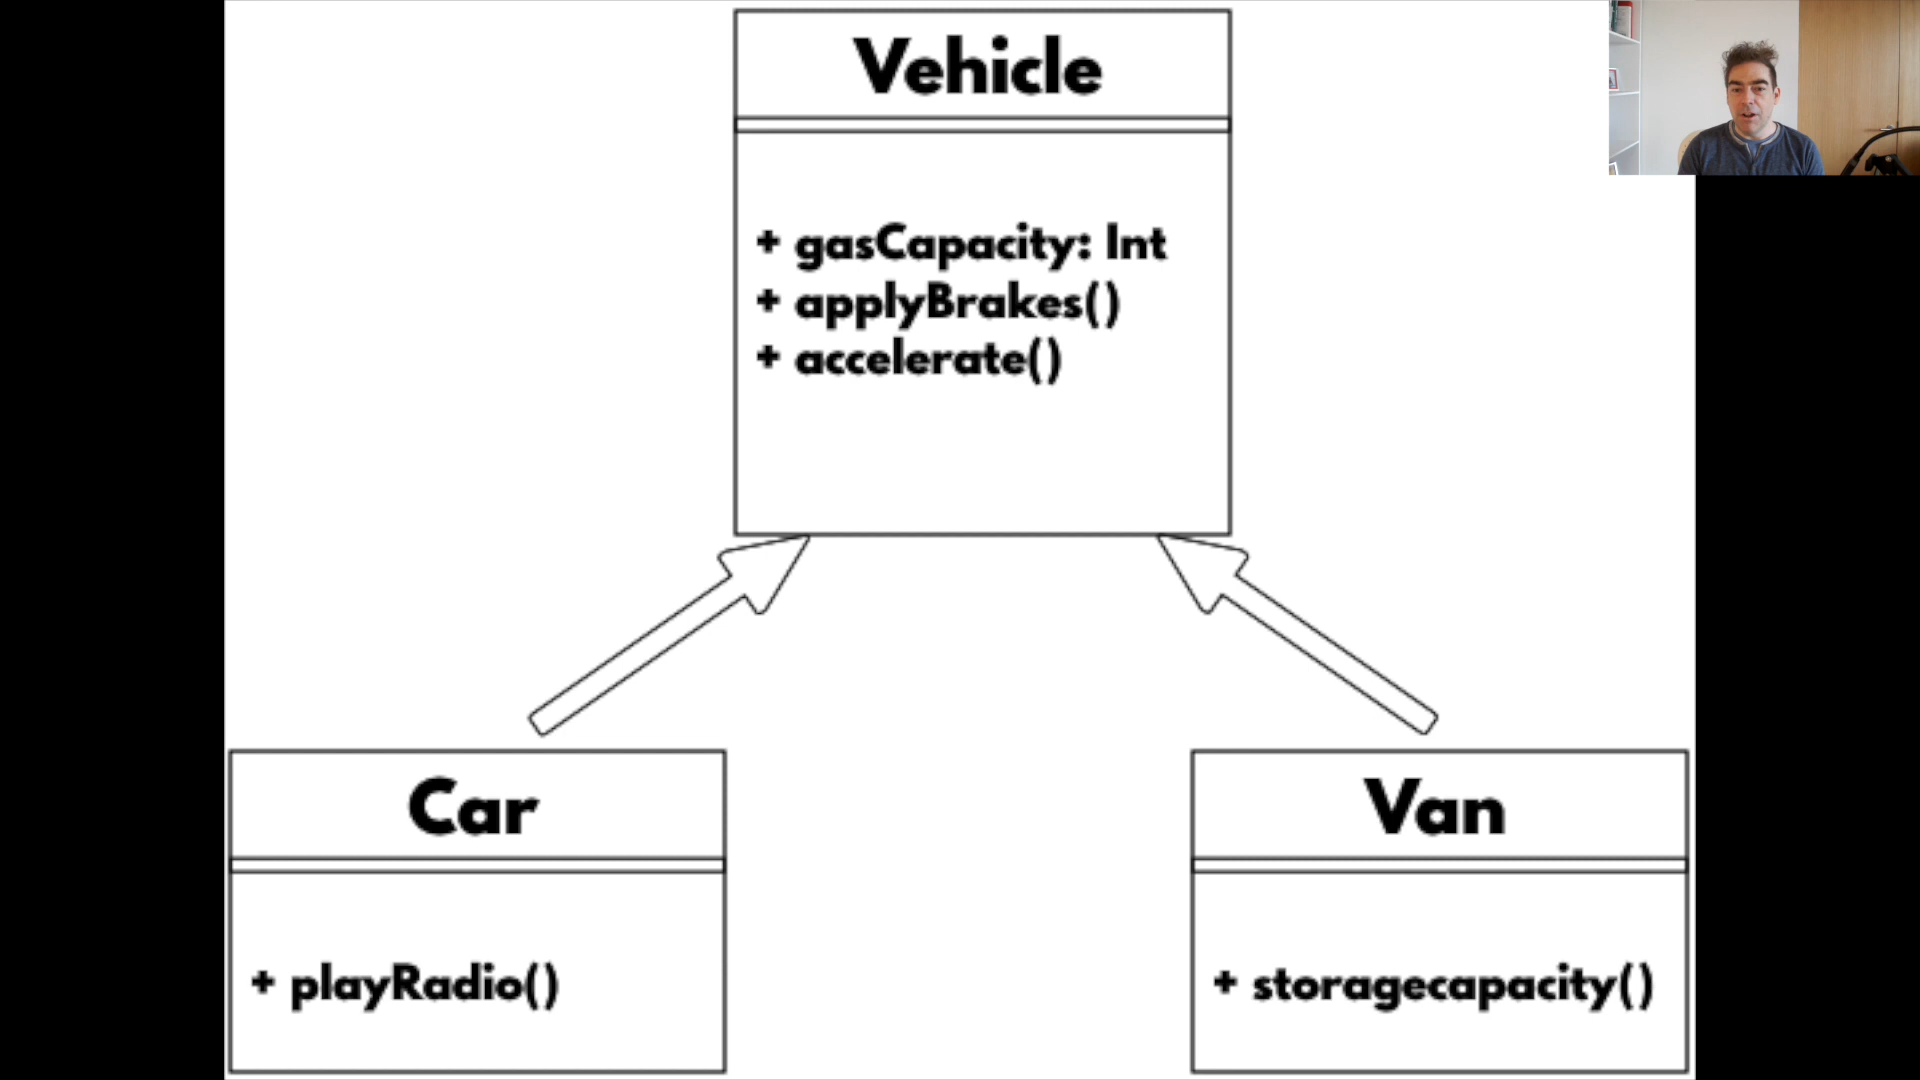 Vehicle
+ gasCapacity: Int
+ applyBrakes()
+ accelerate()
Car
+ playRadio()
Van
+ storagecapacity()